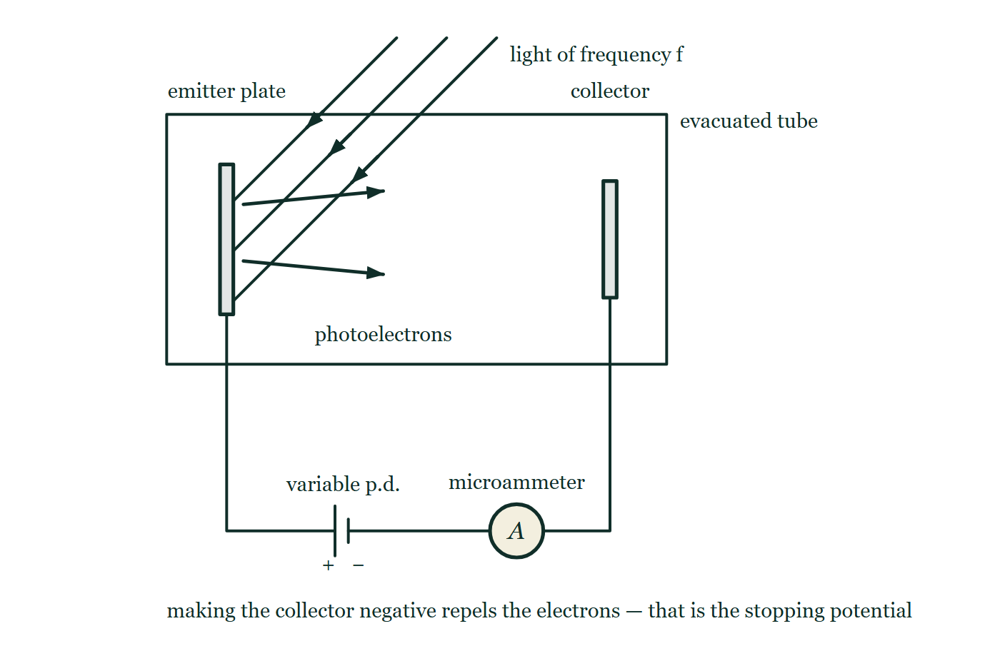 light of frequency f
emitter plate
collector
evacuated tube
photoelectrons
variable p.d.
microammeter
A
+ −
making the collector negative repels the electrons — that is the stopping potential